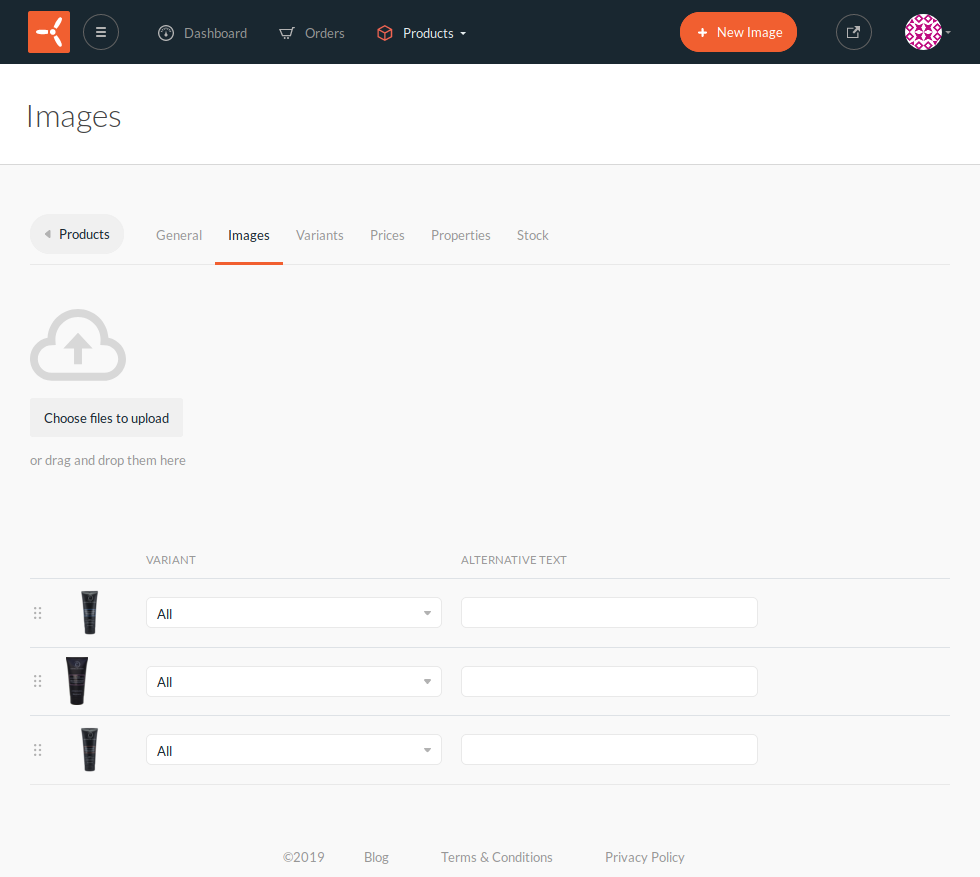 Dashboard Orders Products New Image
Images
Products General Images Variants Prices Properties Stock
Choose files to upload
or drag and drop them here
VARIANT ALTERNATIVE TEXT
All
All
All
©2019 Blog Terms & Conditions Privacy Policy